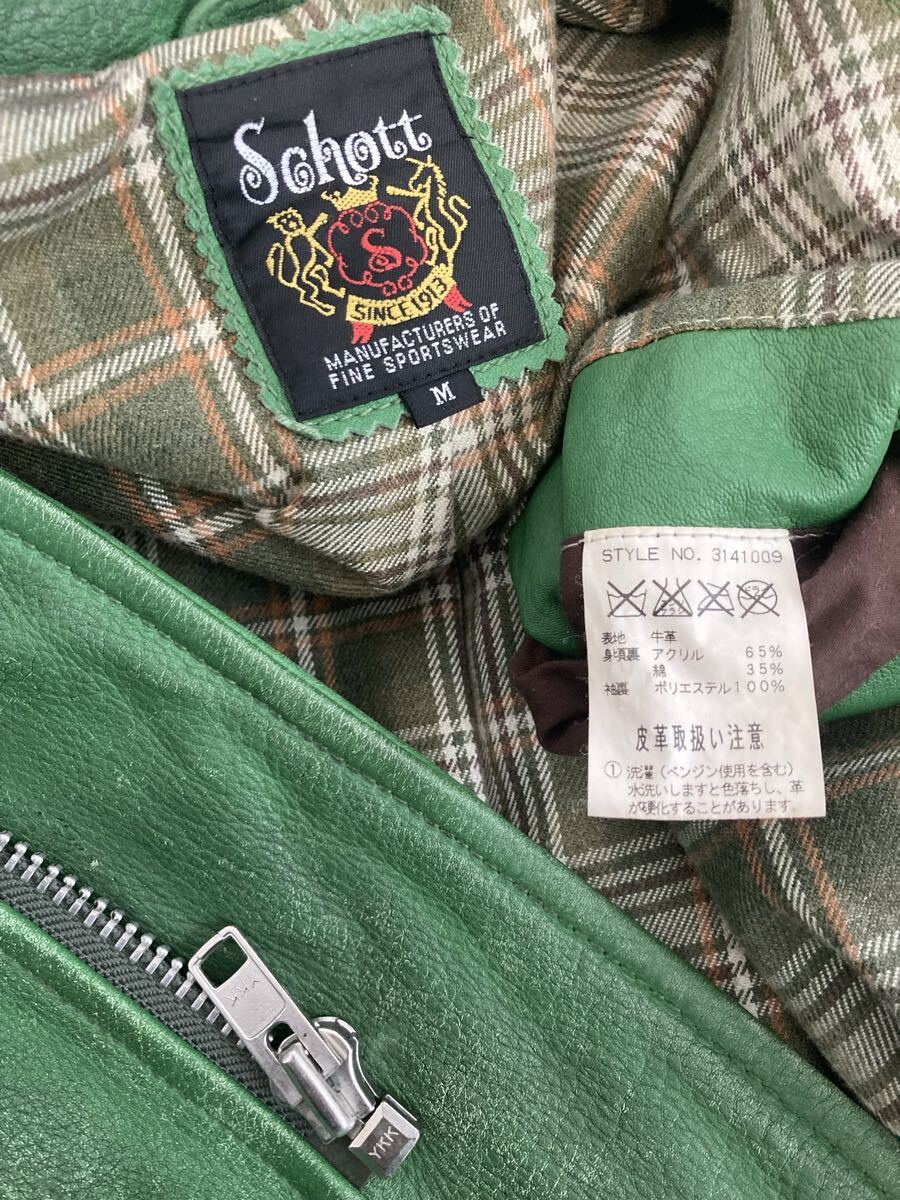 Schott
S
SINCE 1913
MANUFACTURERS OF
FINE SPORTSWEAR
M
STYLE NO. 3141009
表地 牛革
身頃裏 アクリル 65%
綿 35%
袖裏 ポリエステル100%
皮革取扱い注意
①洗濯(ベンジン使用を含む)
水洗いしますと色落ちし、革
が硬化することがあります.
YKK
YKK